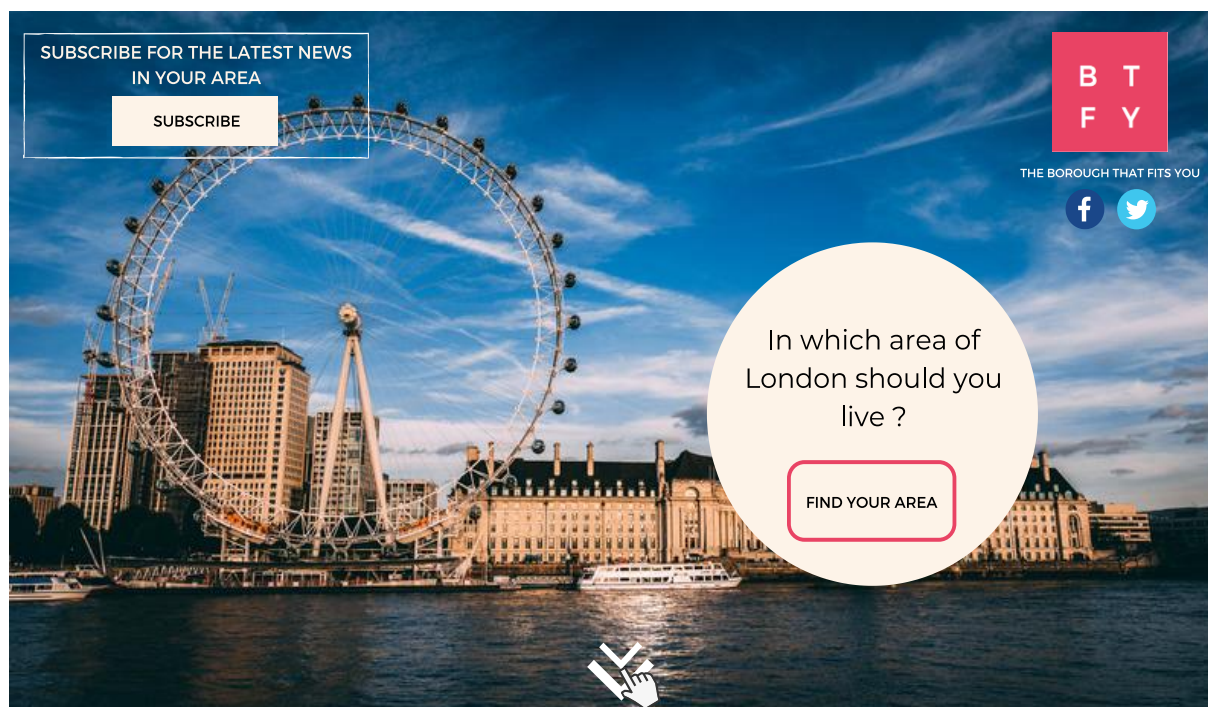 SUBSCRIBE FOR THE LATEST NEWS
IN YOUR AREA
SUBSCRIBE
B T
F Y
THE BOROUGH THAT FITS YOU
In which area of
London should you
live ?
FIND YOUR AREA